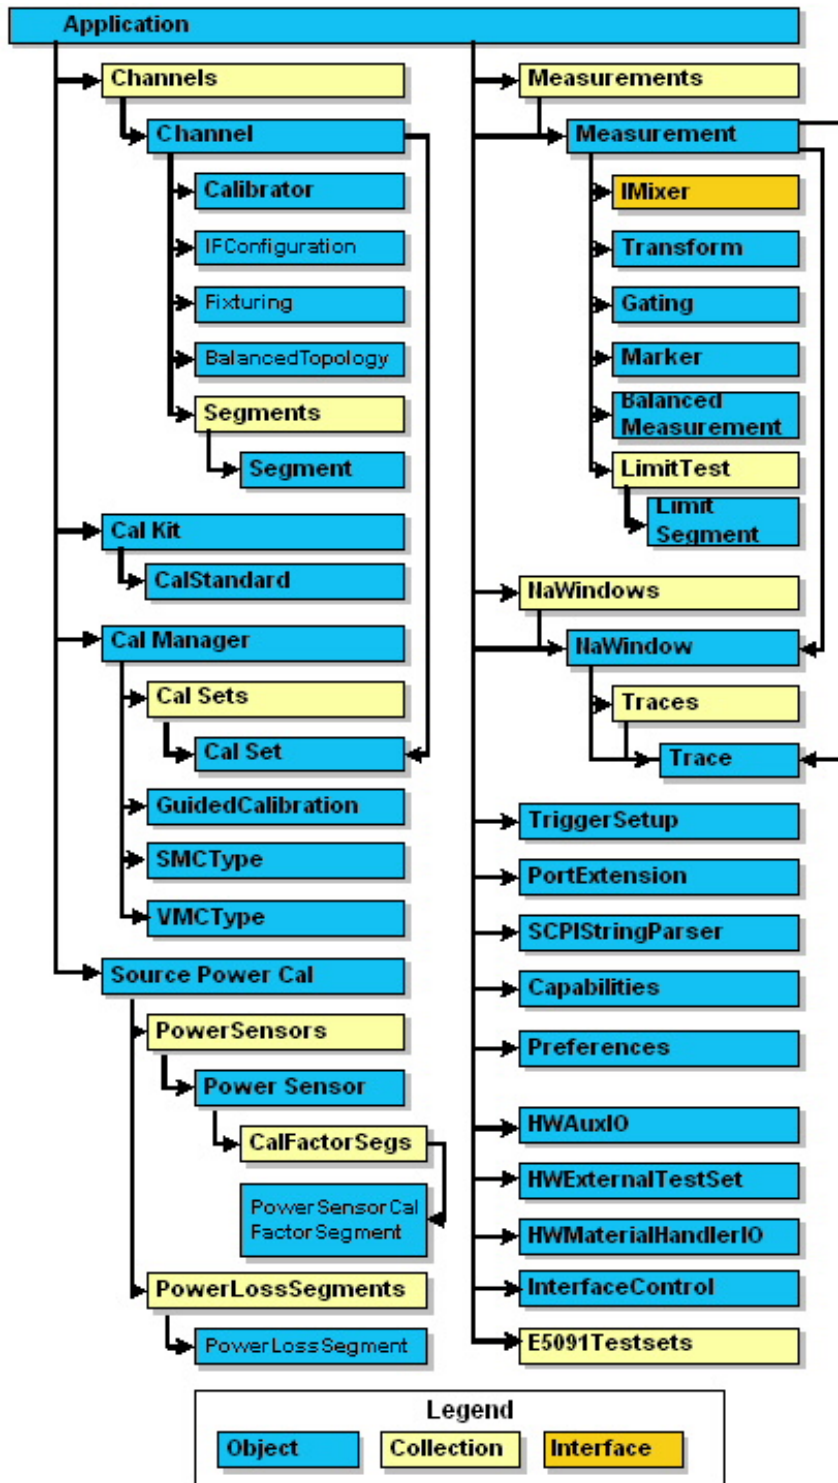 Application
Channels
Channel
Calibrator
IFConfiguration
Fixturing
BalancedTopology
Segments
Segment
Cal Kit
CalStandard
Cal Manager
Cal Sets
Cal Set
GuidedCalibration
SMCType
VMCType
Source Power Cal
PowerSensors
Power Sensor
CalFactorSegs
PowerSensorCal
FactorSegment
PowerLossSegments
PowerLossSegment
Measurements
Measurement
IMixer
Transform
Gating
Marker
Balanced
Measurement
LimitTest
Limit
Segment
NaWindows
NaWindow
Traces
Trace
TriggerSetup
PortExtension
SCPIStringParser
Capabilities
Preferences
HWAuxIO
HWExternalTestSet
HWMaterialHandlerIO
InterfaceControl
E5091Testsets
Legend
Object
Collection
Interface